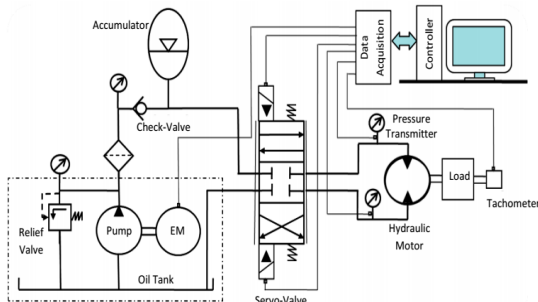 Accumulator
Data
Acquisition
Controller
Check-Valve
Pressure
Transmitter
Load
Tachometer
Hydraulic
Motor
Relief
Valve
Pump
EM
Oil Tank
Servo-Valve